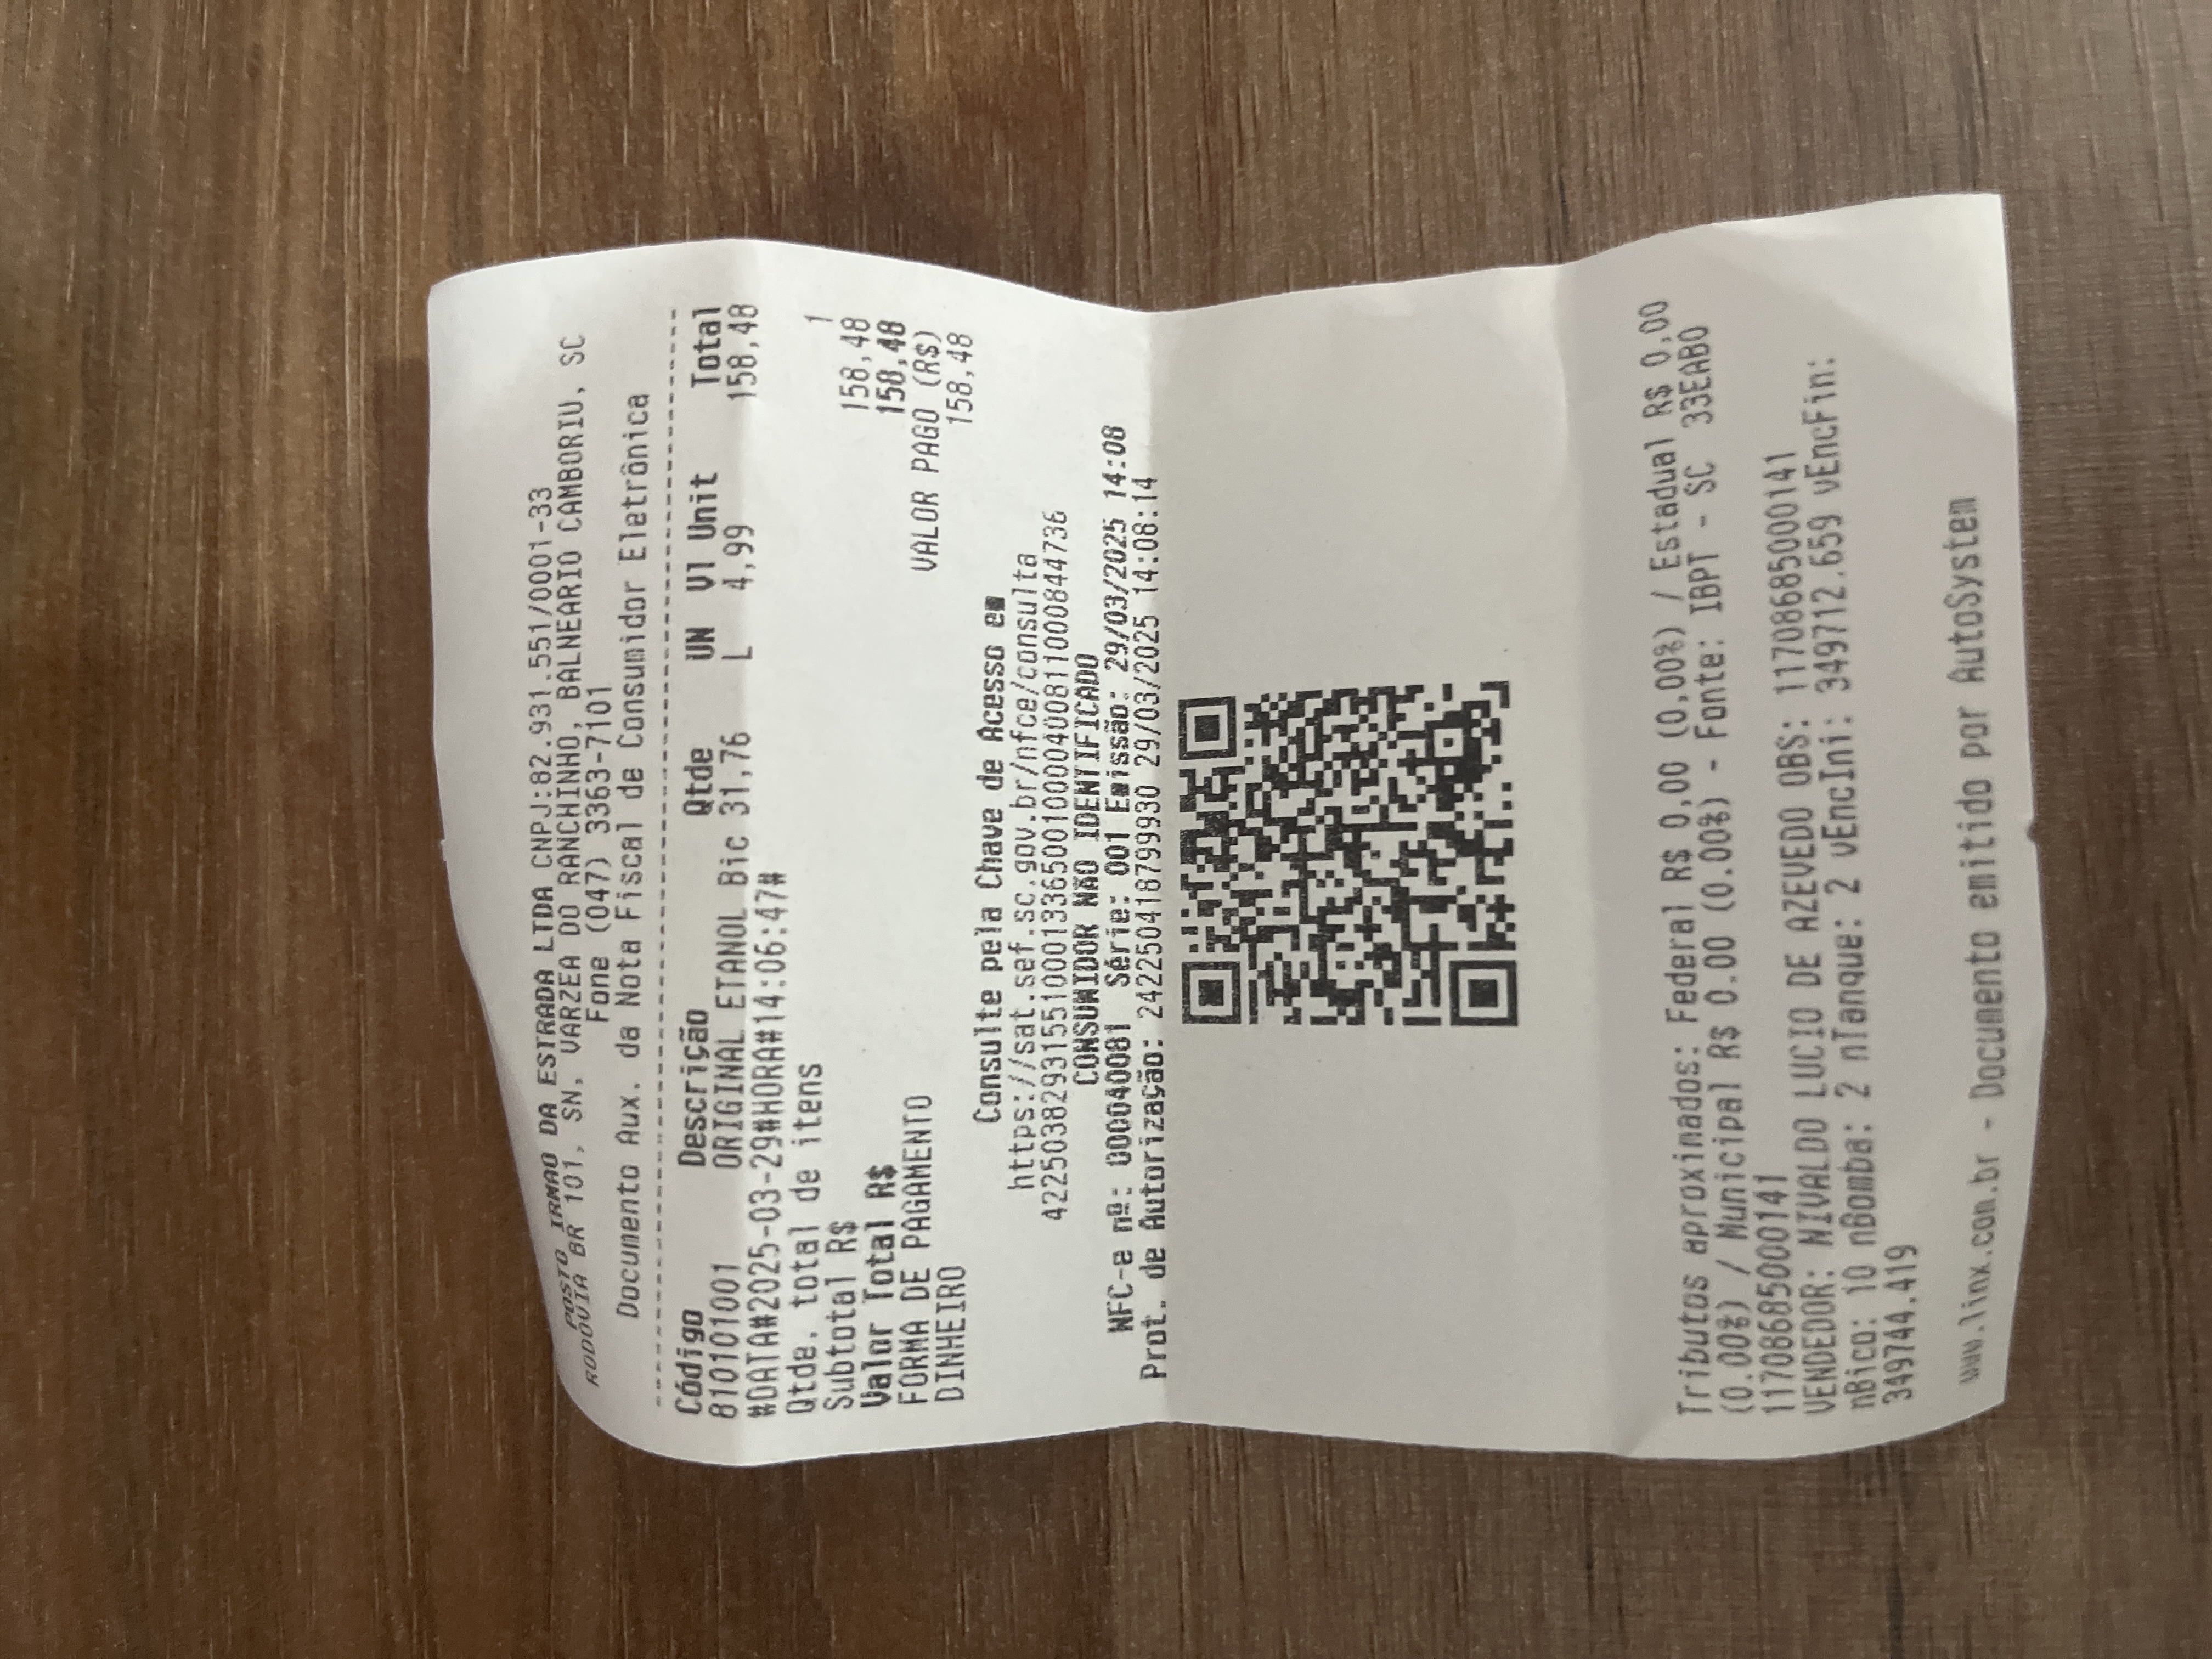 POSTO IRMAO DA ESTRADA LTDA CNPJ:82.931.551/0001-33
RODOVIA BR 101, SN, VARZEA DO RANCHINHO, BALNEARIO CAMBORIU, SC
Fone (047) 3363-7101
Documento Aux. da Nota Fiscal de Consumidor Eletrônica
Código Descrição Qtde UN Vl Unit Total
810101001 ORIGINAL ETANOL Bic 31,76 L 4,99 158,48
#DATA#2025-03-29#HORA#14:06:47#
Qtde. total de itens 1
Subtotal R$ 158,48
Valor Total R$ 158,48
FORMA DE PAGAMENTO VALOR PAGO (R$)
DINHEIRO 158,48
Consulte pela Chave de Acesso em
https://sat.sef.sc.gov.br/nfce/consulta
42250382931551000133650010000400811000844736
CONSUMIDOR NÃO IDENTIFICADO
NFC-e nº: 000040081 Série: 001 Emissão: 29/03/2025 14:08
Prot. de Autorização: 242250418799930 29/03/2025 14:08:14
Tributos aproximados: Federal R$ 0,00 (0,00%) / Estadual R$ 0,00
(0.00%) / Municipal R$ 0.00 (0.00%) - Fonte: IBPT - SC 33EAB0
11708685000141
VENDEDOR: NIVALDO LUCIO DE AZEVEDO OBS: 117086850000141
nBico: 10 nBomba: 2 nTanque: 2 vEncIni: 349712.659 vEncFin:
349744.419
www.linx.com.br - Documento emitido por AutoSystem